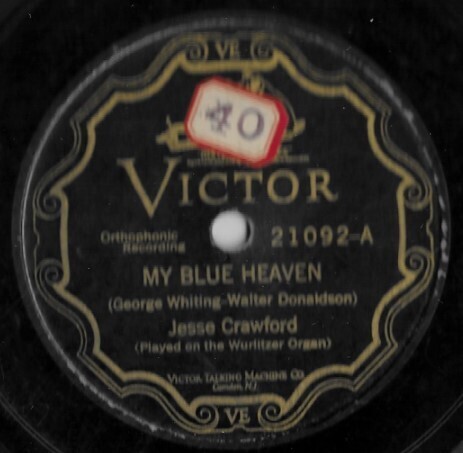 VE
40
VICTOR
Orthophonic
Recording
21092-A
MY BLUE HEAVEN
(George Whiting-Walter Donaldson)
Jesse Crawford
(Played on the Wurlitzer Organ)
VICTOR TALKING MACHINE CO.
Camden, N.J.
VE